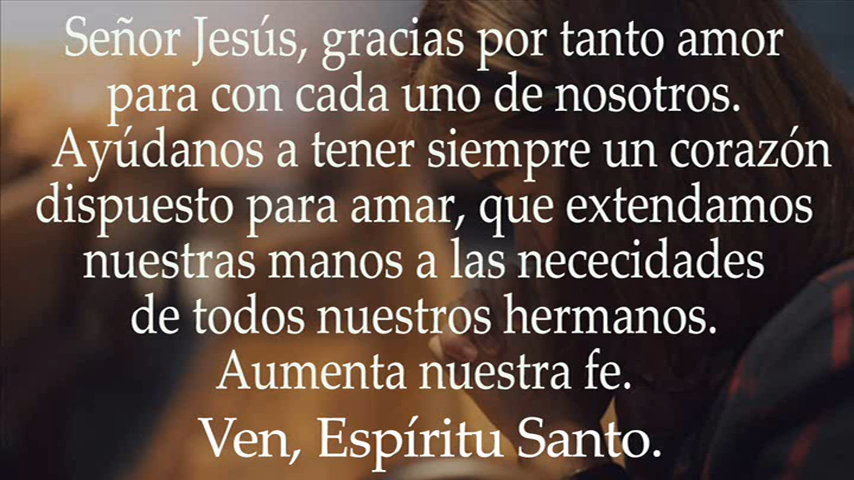 Señor Jesús, gracias por tanto amor
para con cada uno de nosotros.
Ayúdanos a tener siempre un corazón
dispuesto para amar, que extendamos
nuestras manos a las nececidades
de todos nuestros hermanos.
Aumenta nuestra fe.
Ven, Espíritu Santo.